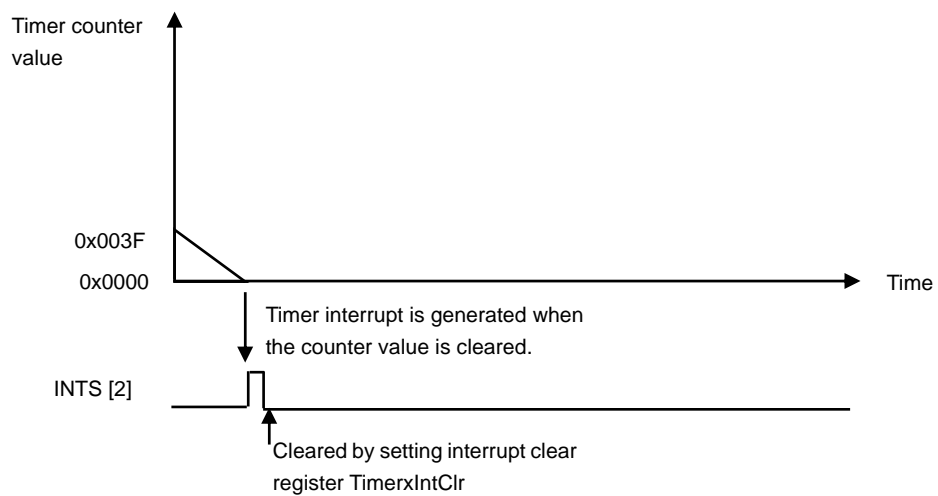 Timer counter
value
0x003F
0x0000
Time
Timer interrupt is generated when
the counter value is cleared.
INTS [2]
Cleared by setting interrupt clear
register TimerxIntClr